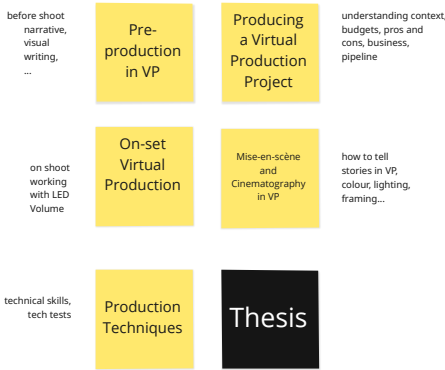 before shoot
narrative,
visual
writing,
...
Pre-
production
in VP
Producing
a Virtual
Production
Project
understanding context,
budgets, pros and
cons, business,
pipeline
on shoot
working
with LED
Volume
On-set
Virtual
Production
Mise-en-scène
and
Cinematography
in VP
how to tell
stories in VP,
colour, lighting,
framing...
technical skills,
tech tests
Production
Techniques
Thesis